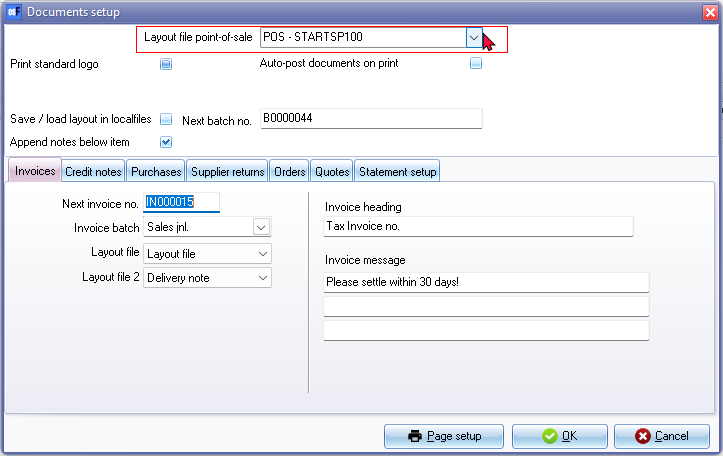 Documents setup
Layout file point-of-sale POS - STARTSP100
Print standard logo Auto-post documents on print
Save / load layout in localfiles Next batch no. B0000044
Append notes below item
Invoices Credit notes Purchases Supplier returns Orders Quotes Statement setup
Next invoice no. IN000015
Invoice batch Sales jnl.
Layout file Layout file
Layout file 2 Delivery note
Invoice heading
Tax Invoice no.
Invoice message
Please settle within 30 days!
Page setup OK Cancel